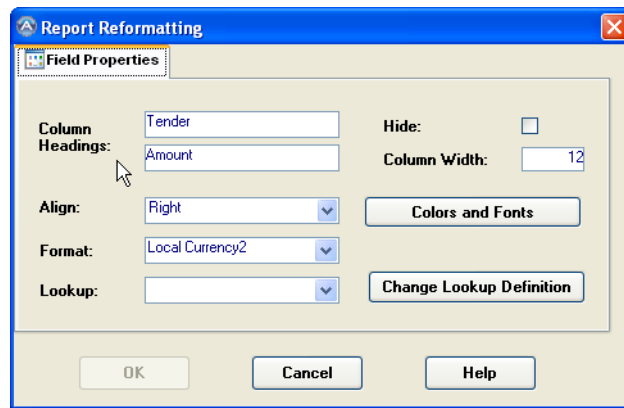 Report Reformatting
Field Properties
Column Headings:
Tender
Amount
Hide:
Column Width: 12
Align: Right
Colors and Fonts
Format: Local Currency2
Lookup:
Change Lookup Definition
OK
Cancel
Help